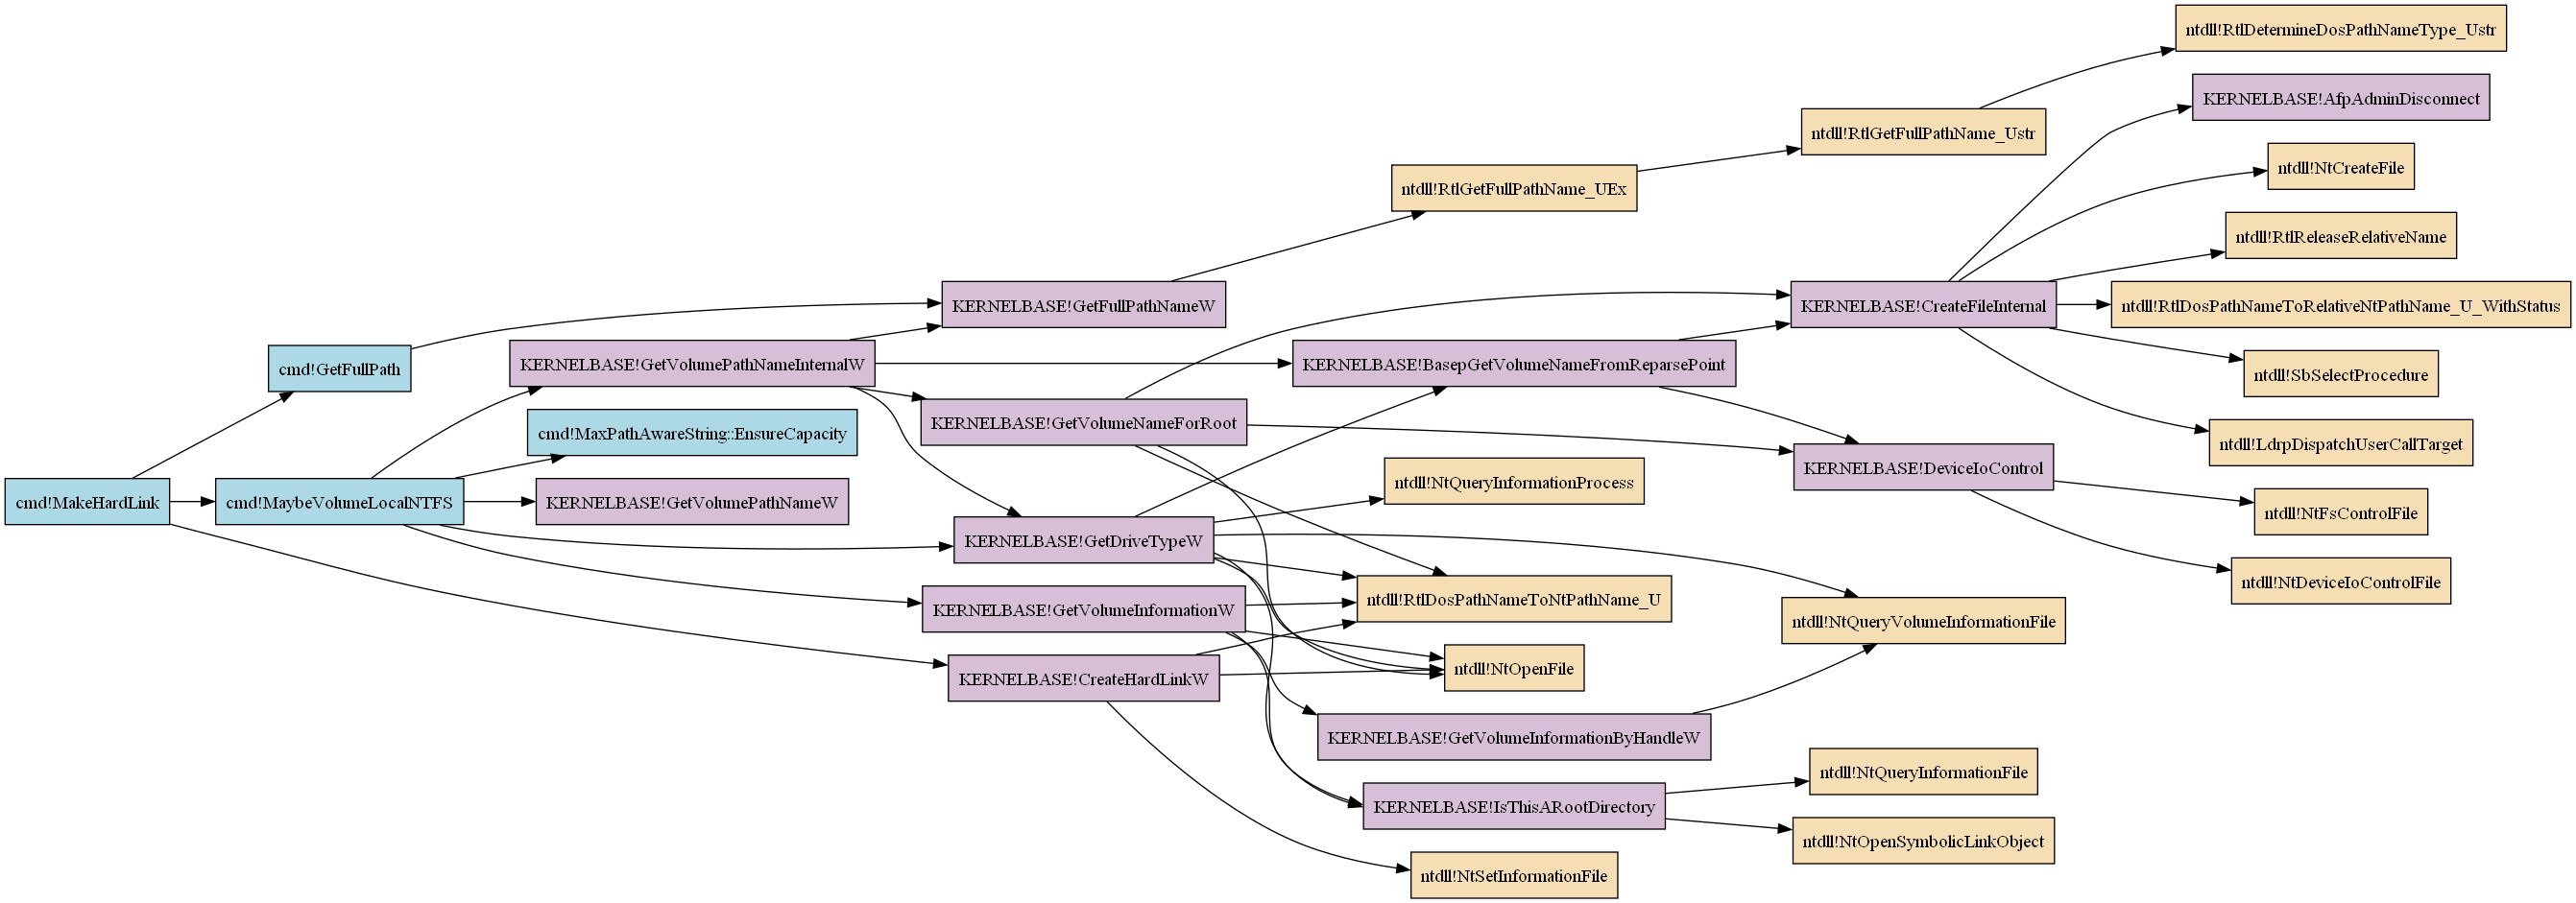 ntdll!RtlDetermineDosPathNameType_Ustr
KERNELBASE!AfpAdminDisconnect
ntdll!RtlGetFullPathName_Ustr
ntdll!NtCreateFile
ntdll!RtlGetFullPathName_UEx
ntdll!RtlReleaseRelativeName
KERNELBASE!GetFullPathNameW
KERNELBASE!CreateFileInternal
ntdll!RtlDosPathNameToRelativeNtPathName_U_WithStatus
cmd!GetFullPath
KERNELBASE!GetVolumePathNameInternalW
KERNELBASE!BasepGetVolumeNameFromReparsePoint
ntdll!SbSelectProcedure
cmd!MaxPathAwareString::EnsureCapacity
KERNELBASE!GetVolumeNameForRoot
ntdll!LdrpDispatchUserCallTarget
KERNELBASE!DeviceIoControl
ntdll!NtQueryInformationProcess
cmd!MakeHardLink
cmd!MaybeVolumeLocalNTFS
KERNELBASE!GetVolumePathNameW
ntdll!NtFsControlFile
KERNELBASE!GetDriveTypeW
ntdll!NtDeviceIoControlFile
KERNELBASE!GetVolumeInformationW
ntdll!RtlDosPathNameToNtPathName_U
ntdll!NtQueryVolumeInformationFile
KERNELBASE!CreateHardLinkW
ntdll!NtOpenFile
KERNELBASE!GetVolumeInformationByHandleW
ntdll!NtQueryInformationFile
KERNELBASE!IsThisARootDirectory
ntdll!NtOpenSymbolicLinkObject
ntdll!NtSetInformationFile